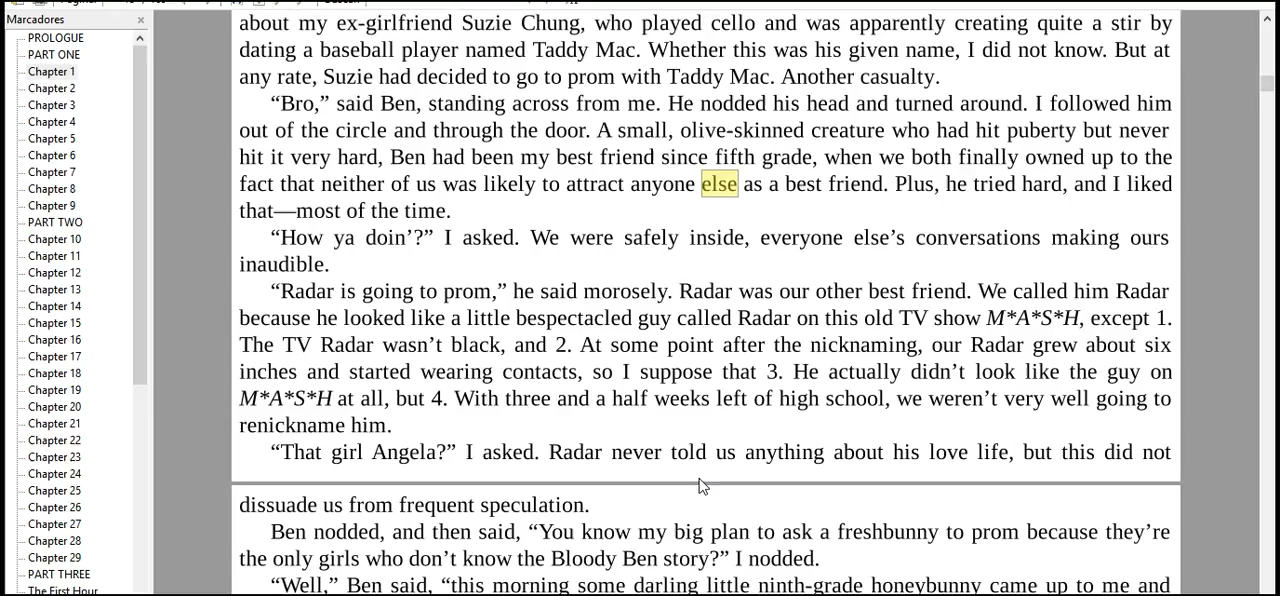 Marcadores
PROLOGUE
PART ONE
Chapter 1
Chapter 2
Chapter 3
Chapter 4
Chapter 5
Chapter 6
Chapter 7
Chapter 8
Chapter 9
PART TWO
Chapter 10
Chapter 11
Chapter 12
Chapter 13
Chapter 14
Chapter 15
Chapter 16
Chapter 17
Chapter 18
Chapter 19
Chapter 20
Chapter 21
Chapter 22
Chapter 23
Chapter 24
Chapter 25
Chapter 26
Chapter 27
Chapter 28
Chapter 29
PART THREE
The First Hour
about my ex-girlfriend Suzie Chung, who played cello and was apparently creating quite a stir by
dating a baseball player named Taddy Mac. Whether this was his given name, I did not know. But at
any rate, Suzie had decided to go to prom with Taddy Mac. Another casualty.
“Bro,” said Ben, standing across from me. He nodded his head and turned around. I followed him
out of the circle and through the door. A small, olive-skinned creature who had hit puberty but never
hit it very hard, Ben had been my best friend since fifth grade, when we both finally owned up to the
fact that neither of us was likely to attract anyone else as a best friend. Plus, he tried hard, and I liked
that—most of the time.
“How ya doin’?” I asked. We were safely inside, everyone else’s conversations making ours
inaudible.
“Radar is going to prom,” he said morosely. Radar was our other best friend. We called him Radar
because he looked like a little bespectacled guy called Radar on this old TV show M*A*S*H, except 1.
The TV Radar wasn’t black, and 2. At some point after the nicknaming, our Radar grew about six
inches and started wearing contacts, so I suppose that 3. He actually didn’t look like the guy on
M*A*S*H at all, but 4. With three and a half weeks left of high school, we weren’t very well going to
renickname him.
“That girl Angela?” I asked. Radar never told us anything about his love life, but this did not
dissuade us from frequent speculation.
Ben nodded, and then said, “You know my big plan to ask a freshbunny to prom because they’re
the only girls who don’t know the Bloody Ben story?” I nodded.
“Well,” Ben said, “this morning some darling little ninth-grade honeybunny came up to me and